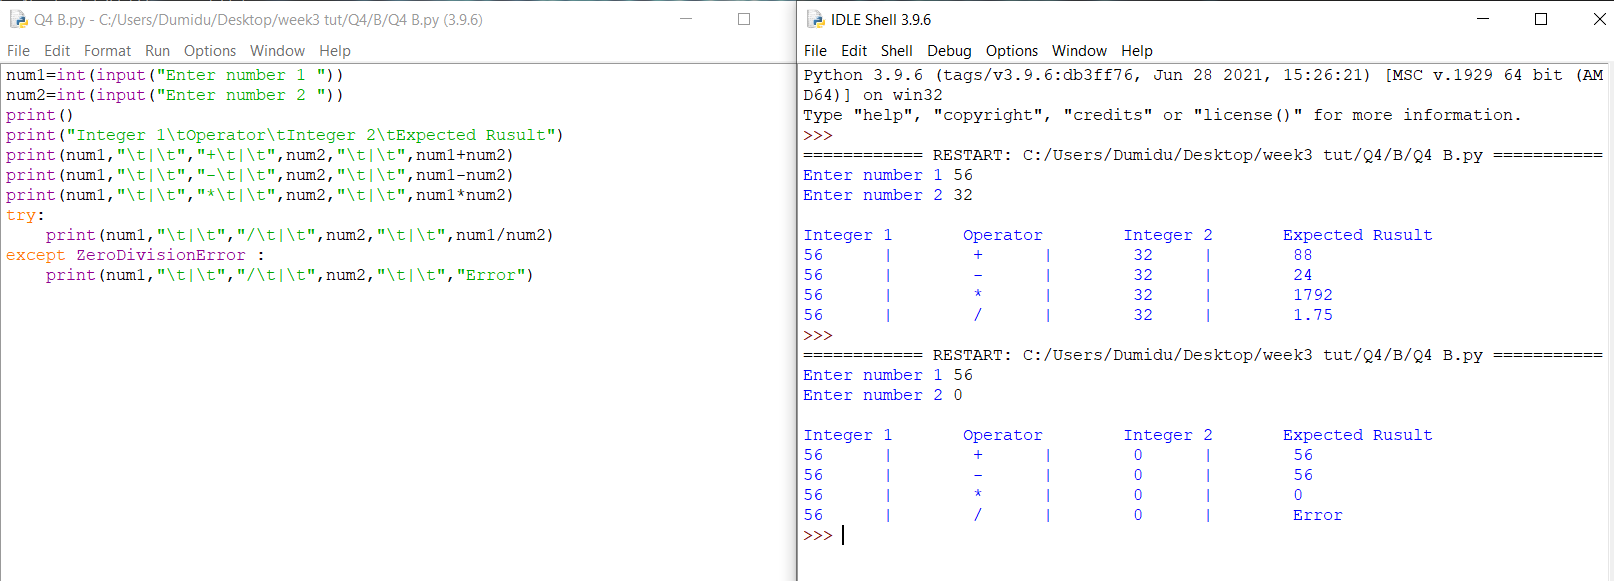 Q4 B.py - C:/Users/Dumidu/Desktop/week3 tut/Q4/B/Q4 B.py (3.9.6)
File Edit Format Run Options Window Help
num1=int(input("Enter number 1 "))
num2=int(input("Enter number 2 "))
print()
print("Integer 1\tOperator\tInteger 2\tExpected Rusult")
print(num1,"\t|\t","+\t|\t",num2,"\t|\t",num1+num2)
print(num1,"\t|\t","-\t|\t",num2,"\t|\t",num1-num2)
print(num1,"\t|\t","*\t|\t",num2,"\t|\t",num1*num2)
try:
    print(num1,"\t|\t","/\t|\t",num2,"\t|\t",num1/num2)
except ZeroDivisionError :
    print(num1,"\t|\t","/\t|\t",num2,"\t|\t","Error")
IDLE Shell 3.9.6
File Edit Shell Debug Options Window Help
Python 3.9.6 (tags/v3.9.6:db3ff76, Jun 28 2021, 15:26:21) [MSC v.1929 64 bit (AM
D64)] on win32
Type "help", "copyright", "credits" or "license()" for more information.
>>>
============ RESTART: C:/Users/Dumidu/Desktop/week3 tut/Q4/B/Q4 B.py ===========
Enter number 1 56
Enter number 2 32
Integer 1       Operator        Integer 2       Expected Rusult
56      |        +      |        32     |        88
56      |        -      |        32     |        24
56      |        *      |        32     |        1792
56      |        /      |        32     |        1.75
>>>
============ RESTART: C:/Users/Dumidu/Desktop/week3 tut/Q4/B/Q4 B.py ===========
Enter number 1 56
Enter number 2 0
Integer 1       Operator        Integer 2       Expected Rusult
56      |        +      |        0      |        56
56      |        -      |        0      |        56
56      |        *      |        0      |        0
56      |        /      |        0      |        Error
>>>